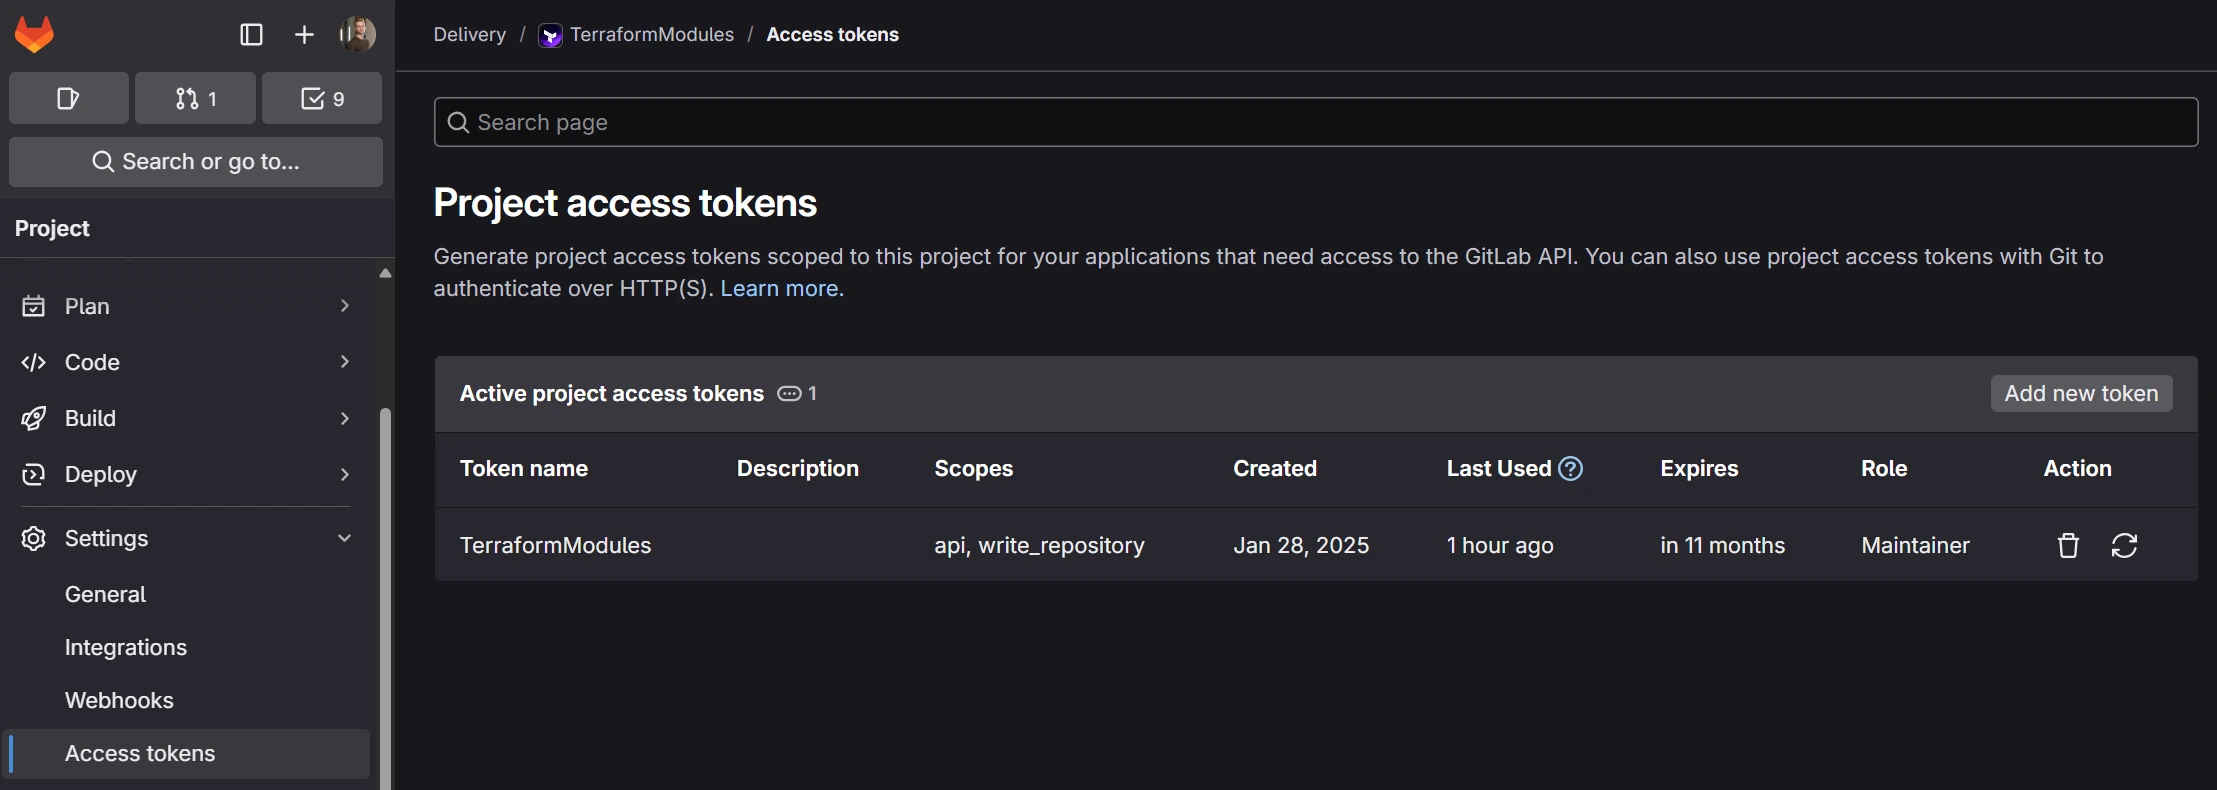 Delivery / TerraformModules / Access tokens
1
9
Search or go to...
Search page
Project
Plan
Code
Build
Deploy
Settings
General
Integrations
Webhooks
Access tokens
Project access tokens
Generate project access tokens scoped to this project for your applications that need access to the GitLab API. You can also use project access tokens with Git to
authenticate over HTTP(S). Learn more.
Active project access tokens 1
Add new token
Token name Description Scopes Created Last Used Expires Role Action
TerraformModules api, write_repository Jan 28, 2025 1 hour ago in 11 months Maintainer